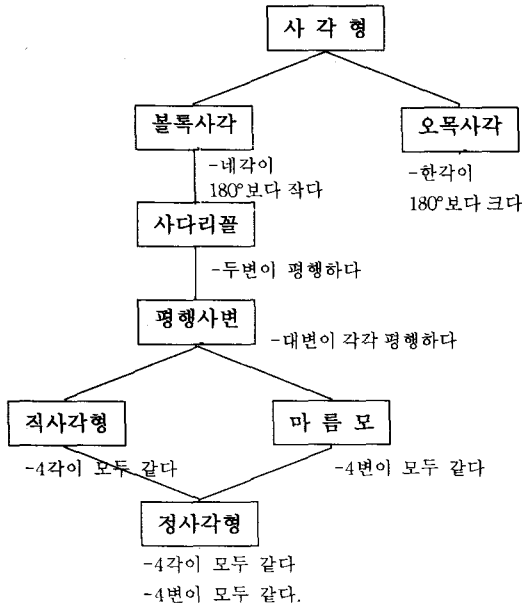 사 각 형
볼록사각
오목사각
-네각이
180°보다 작다
-한각이
180°보다 크다
사다리꼴
-두변이 평행하다
평행사변
-대변이 각각 평행하다
직사각형
마 름 모
-4각이 모두 같다
-4변이 모두 같다
정사각형
-4각이 모두 같다
-4변이 모두 같다.